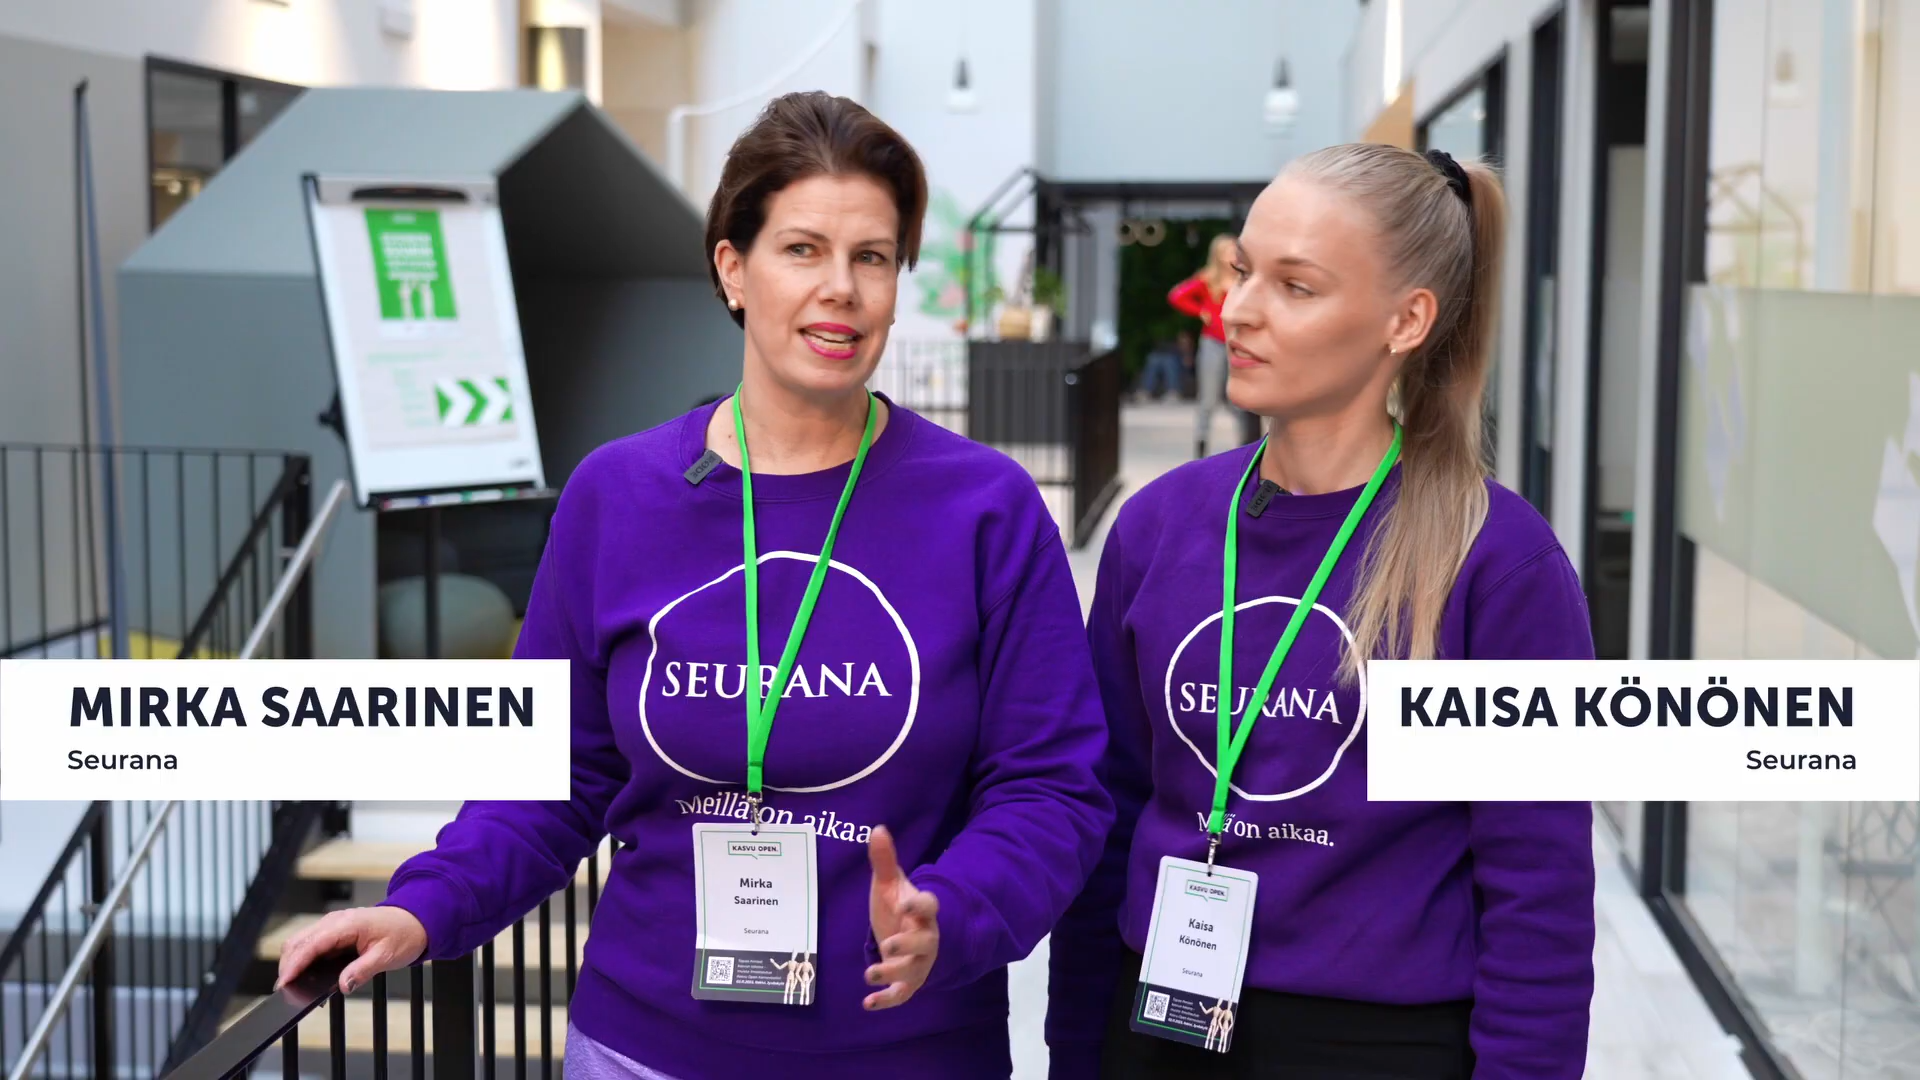 MIRKA SAARINEN
Seurana
KAISA KÖNÖNEN
Seurana
SEURANA
Meillä on aikaa.
SEURANA
on aikaa.
RODE
KASVU OPEN.
Mirka
Saarinen
Seurana
KASVU OPEN.
Kaisa
Könönen
Seurana